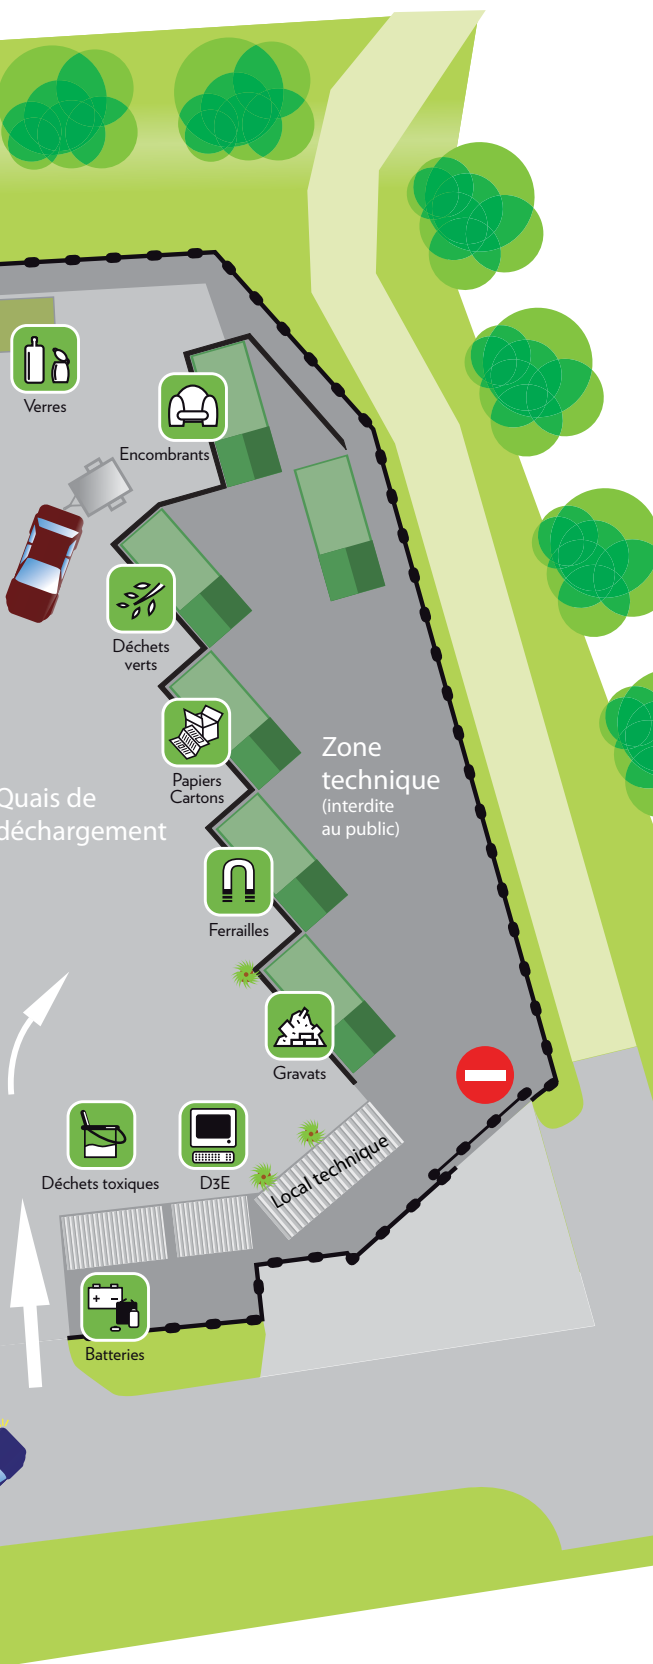 Verres
Encombrants
Déchets
verts
Papiers
Cartons
Zone
technique
(interdite
au public)
Quais de
déchargement
Ferrailles
Gravats
Déchets toxiques
D3E
Local technique
Batteries